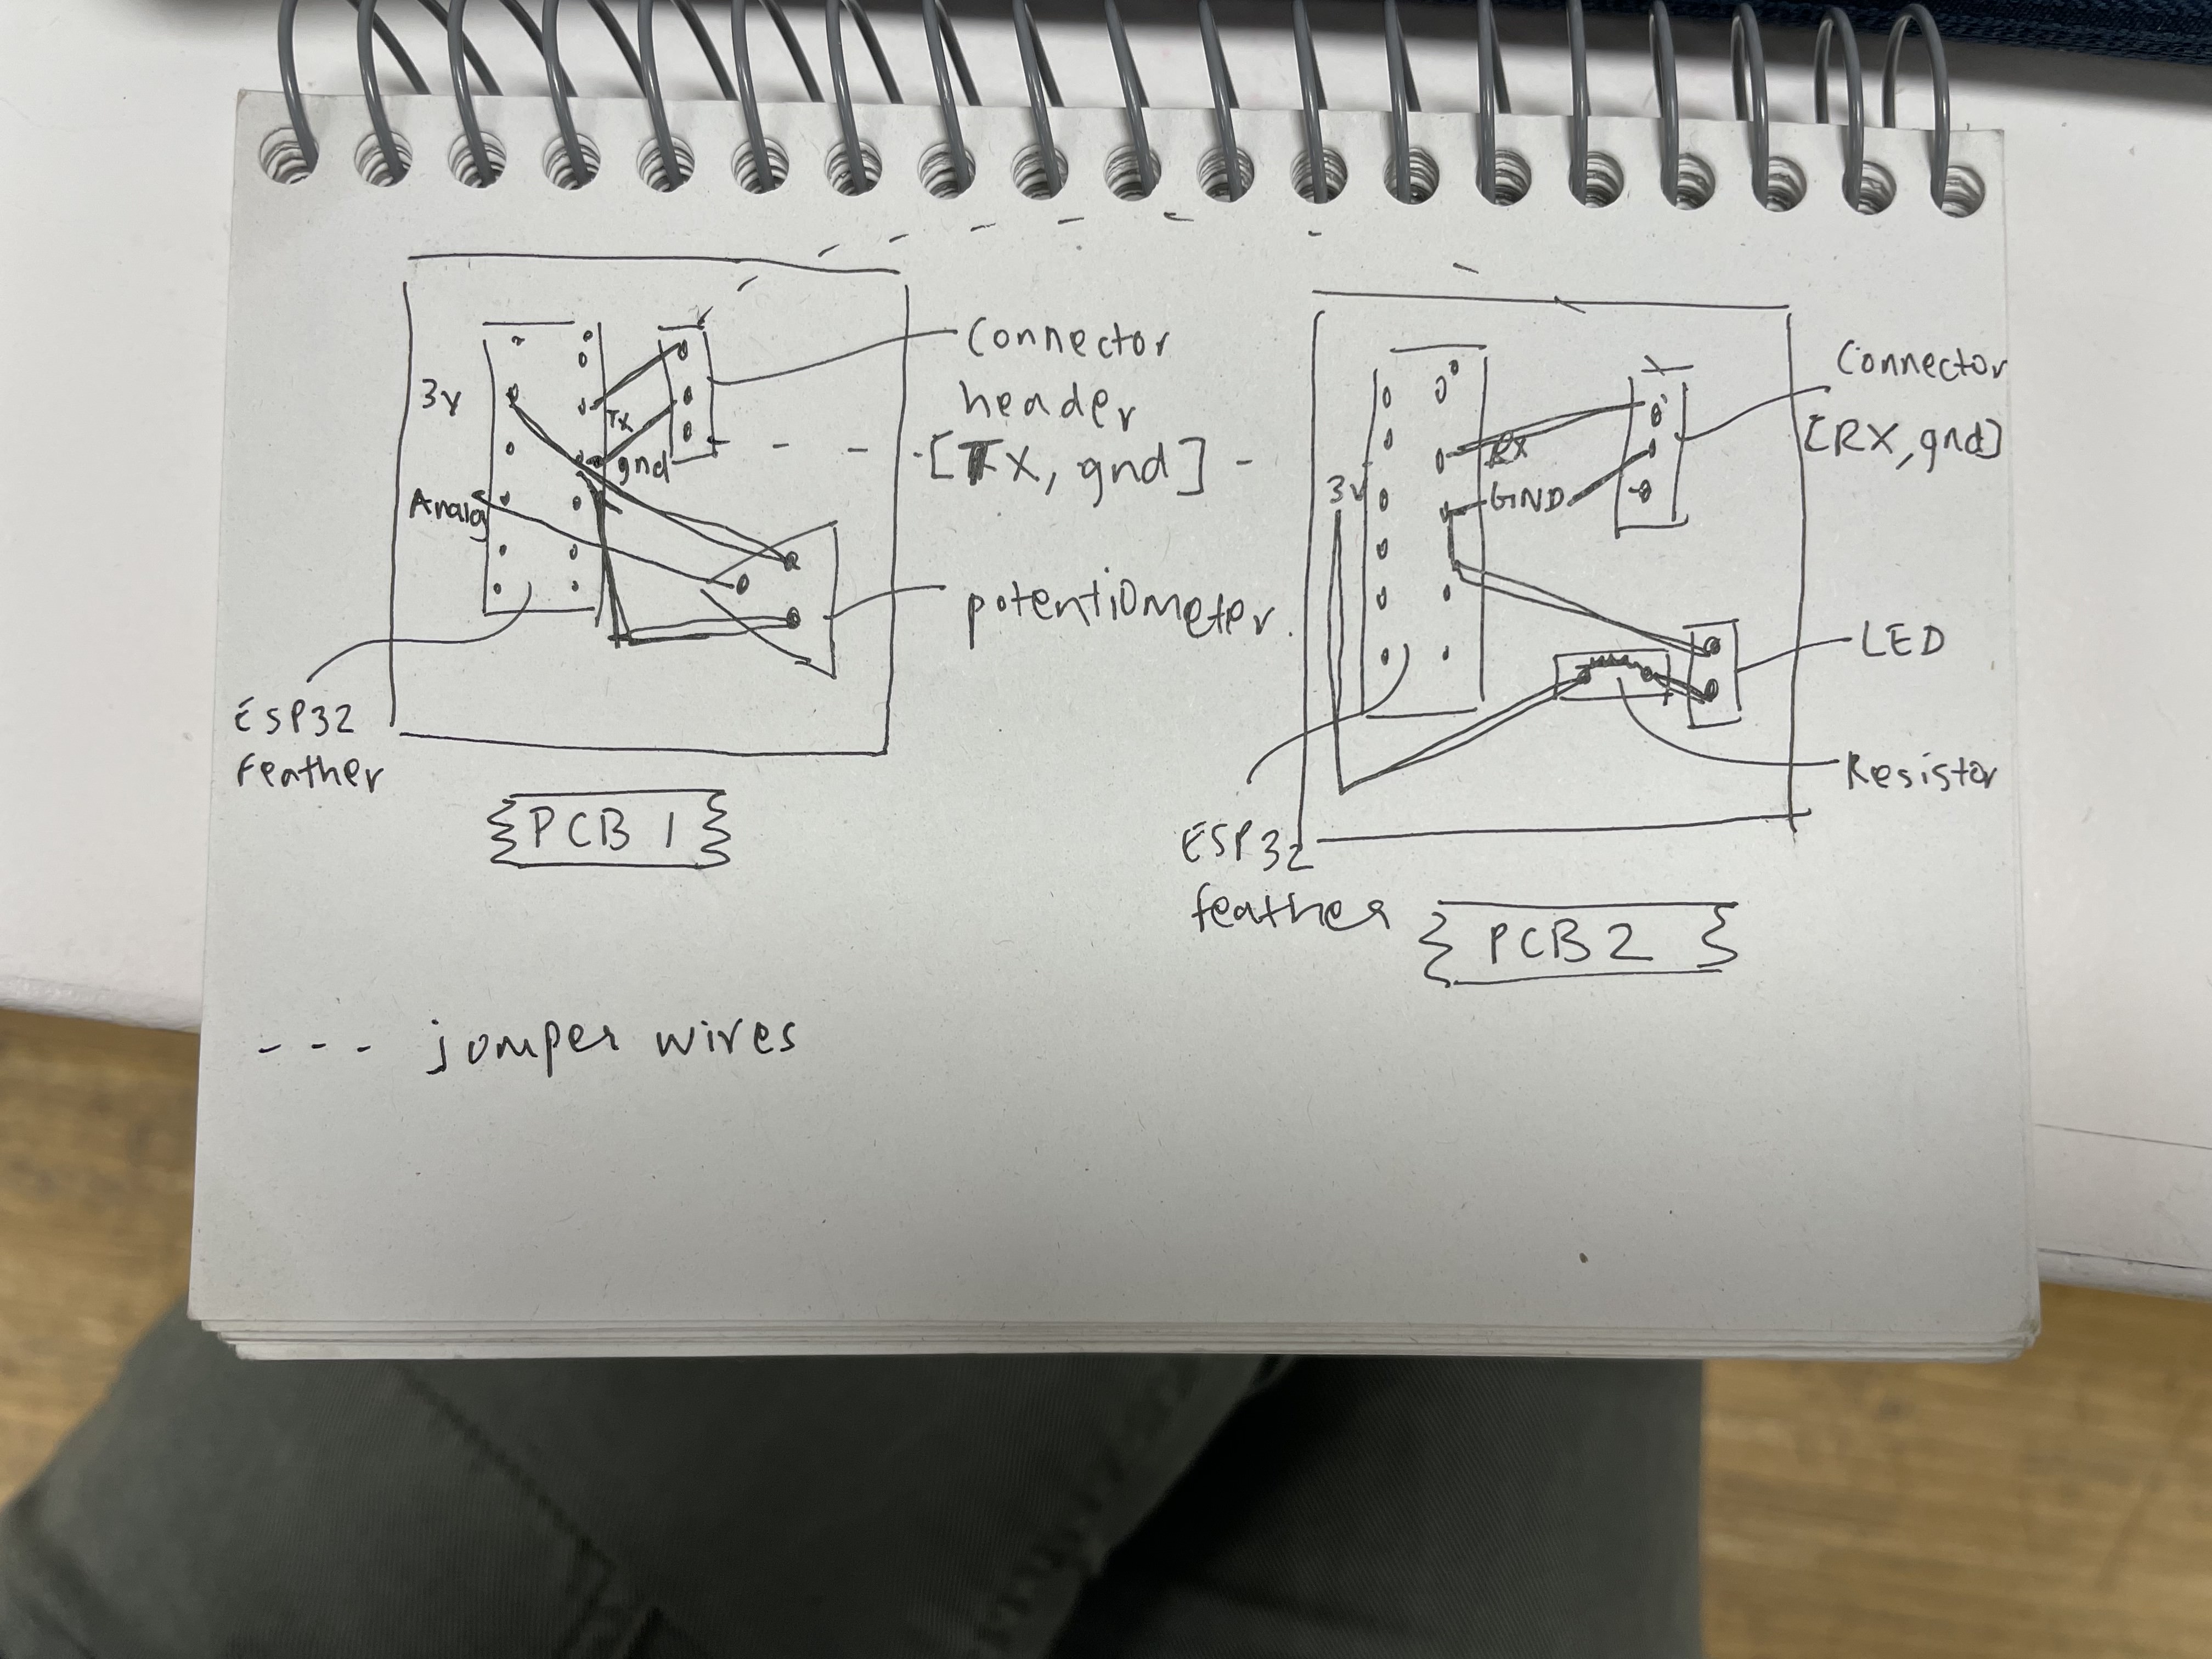 Connector
header
[TX, gnd]
3V
TX
Analog
gnd
potentiometer.
ESP32
feather
PCB 1
Connector
[RX, gnd]
3V
RX
GND
LED
Resistor
ESP32
feather
PCB 2
---- jomper wires